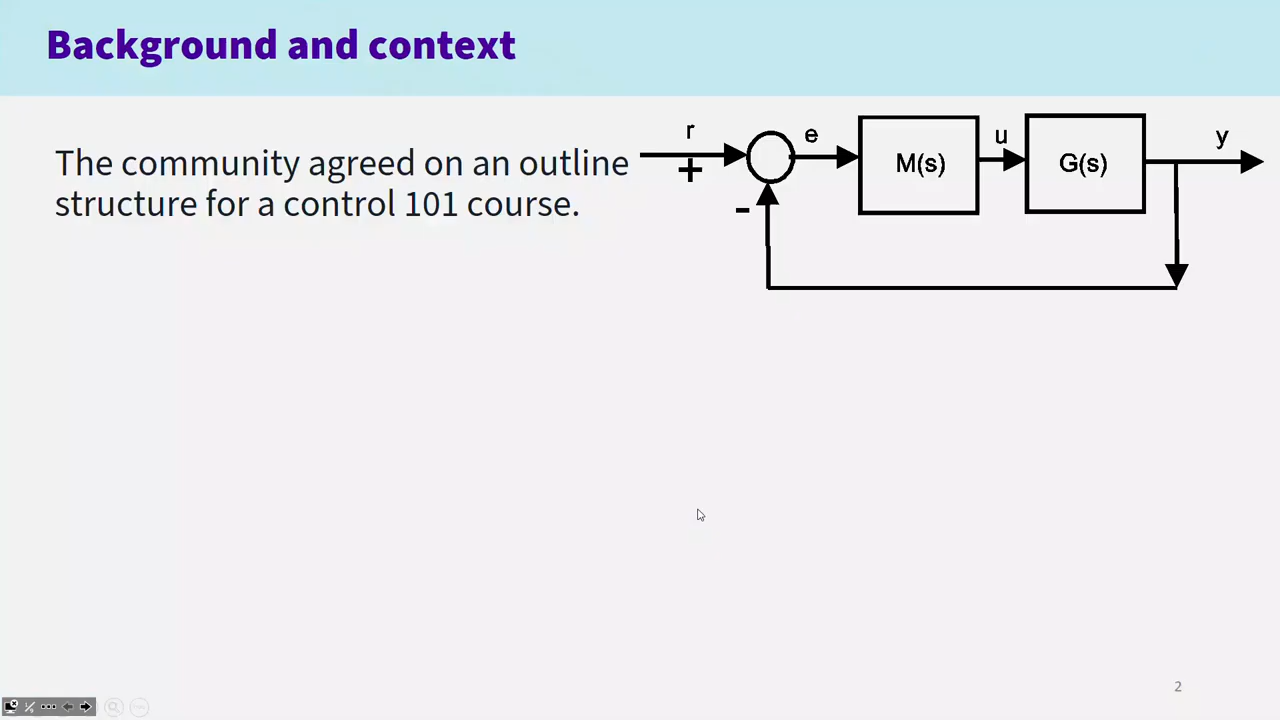 Background and context
The community agreed on an outline
structure for a control 101 course.
r
+
-
e
M(s)
u
G(s)
y
2